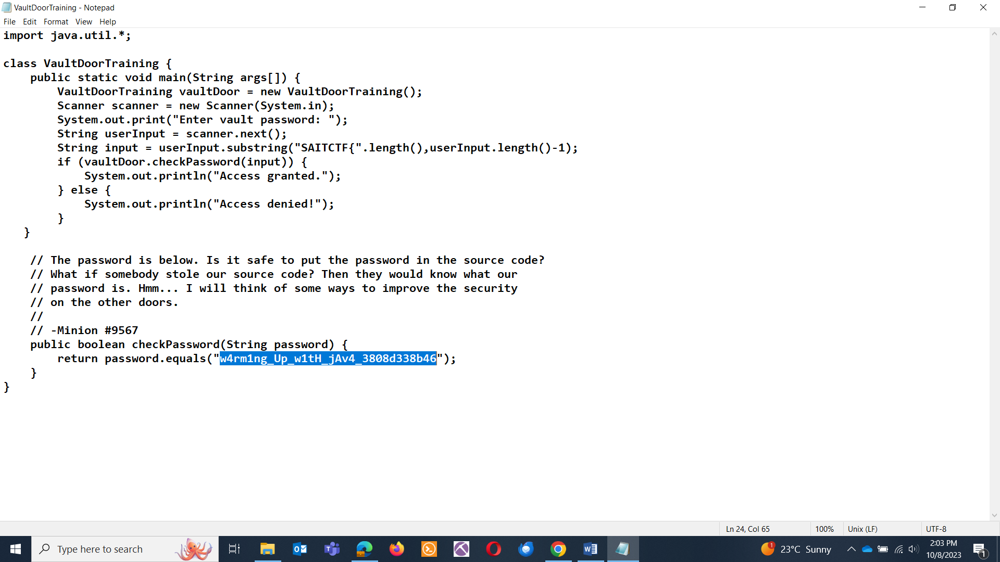 VaultDoorTraining - Notepad
File Edit Format View Help
import java.util.*;
class VaultDoorTraining {
public static void main(String args[]) {
VaultDoorTraining vaultDoor = new VaultDoorTraining();
Scanner scanner = new Scanner(System.in);
System.out.print("Enter vault password: ");
String userInput = scanner.next();
String input = userInput.substring("SAITCTF{".length(),userInput.length()-1);
if (vaultDoor.checkPassword(input)) {
System.out.println("Access granted.");
} else {
System.out.println("Access denied!");
}
}
// The password is below. Is it safe to put the password in the source code?
// What if somebody stole our source code? Then they would know what our
// password is. Hmm... I will think of some ways to improve the security
// on the other doors.
//
// -Minion #9567
public boolean checkPassword(String password) {
return password.equals("w4rm1ng_Up_w1tH_jAv4_3808d338b46");
}
}
Ln 24, Col 65 100% Unix (LF) UTF-8
Type here to search
1 23°C Sunny
2:03 PM
10/8/2023
1